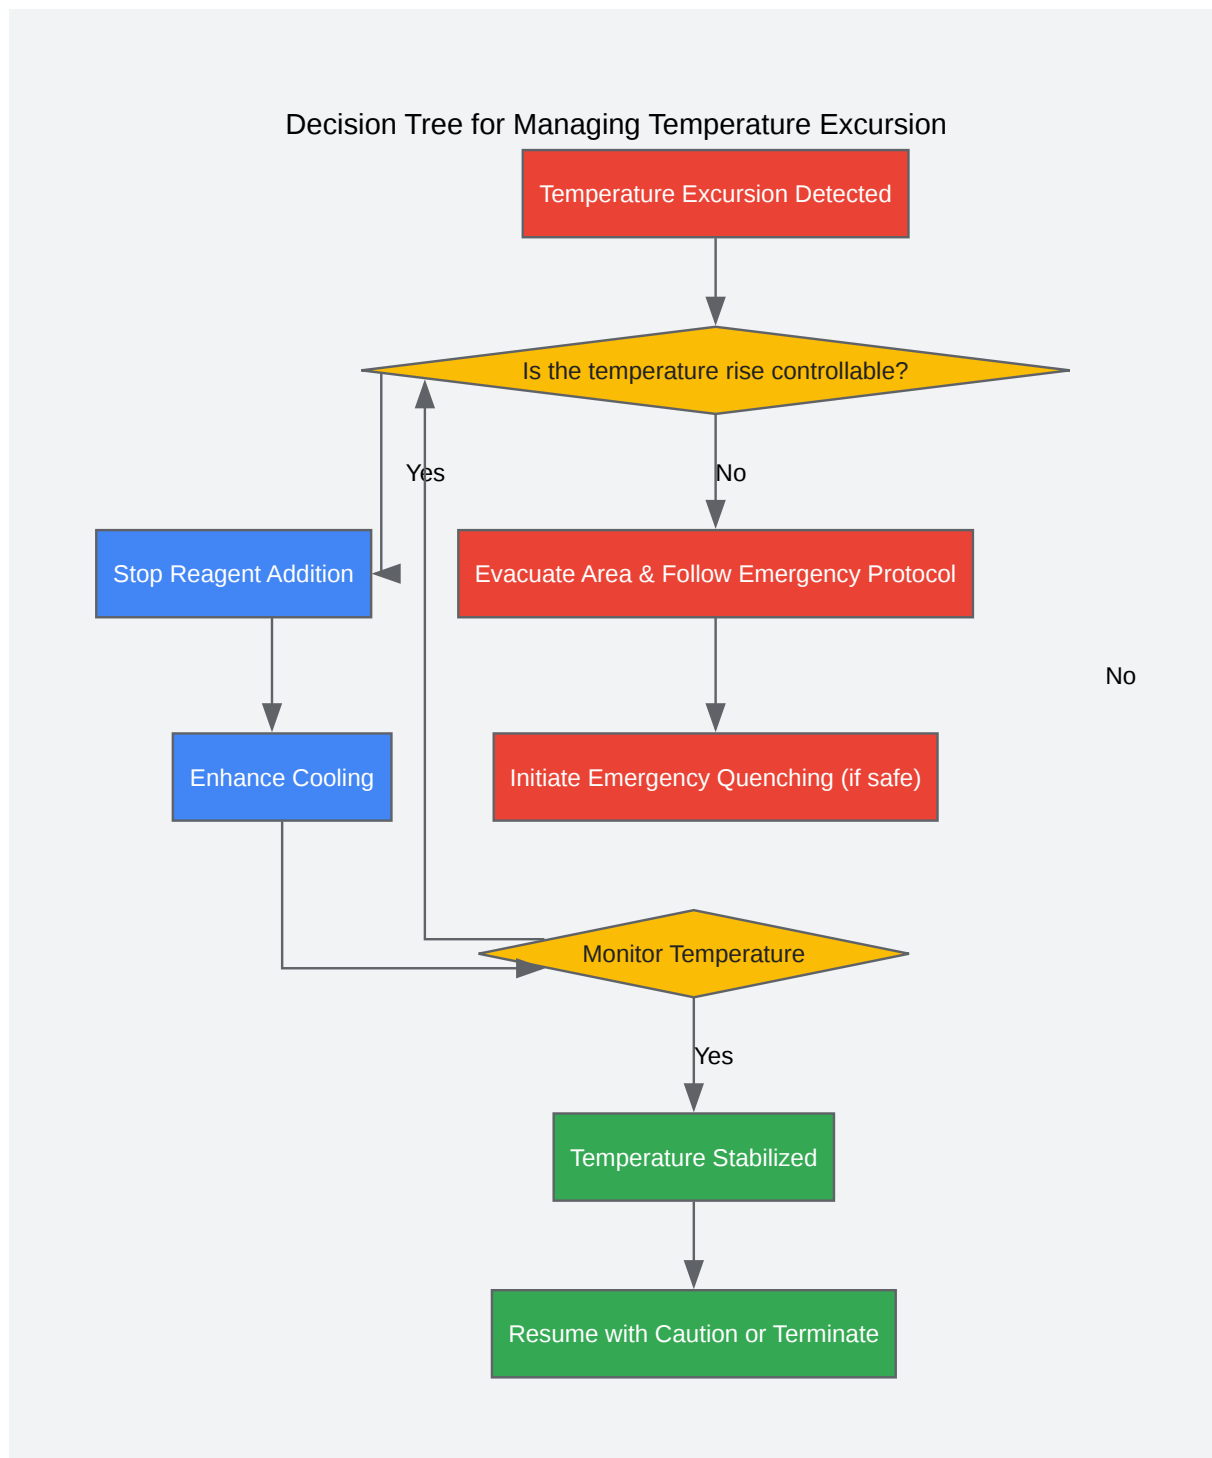 Decision Tree for Managing Temperature Excursion
Temperature Excursion Detected
Is the temperature rise controllable?
Yes
No
Stop Reagent Addition
Evacuate Area & Follow Emergency Protocol
No
Enhance Cooling
Initiate Emergency Quenching (if safe)
Monitor Temperature
Yes
Temperature Stabilized
Resume with Caution or Terminate